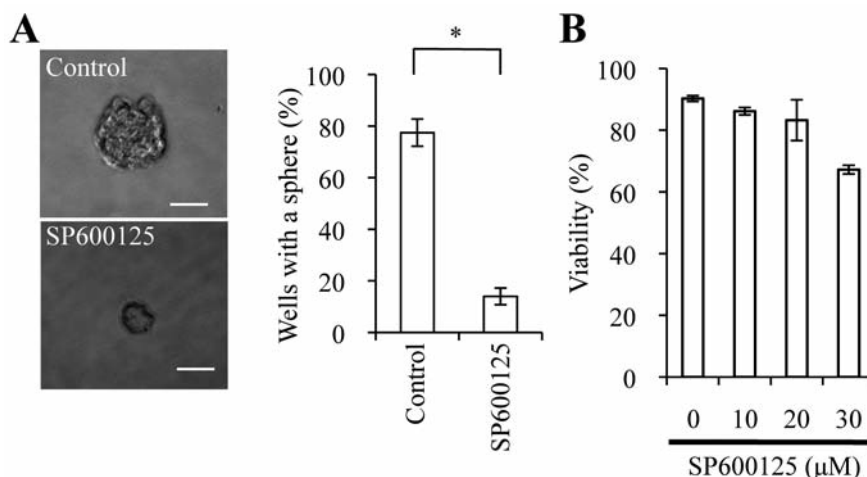 A
Control
SP600125
*
Wells with a sphere (%)
100
80
60
40
20
0
Control
SP600125
B
Viability (%)
100
80
60
40
20
0
0 10 20 30
SP600125 (μM)